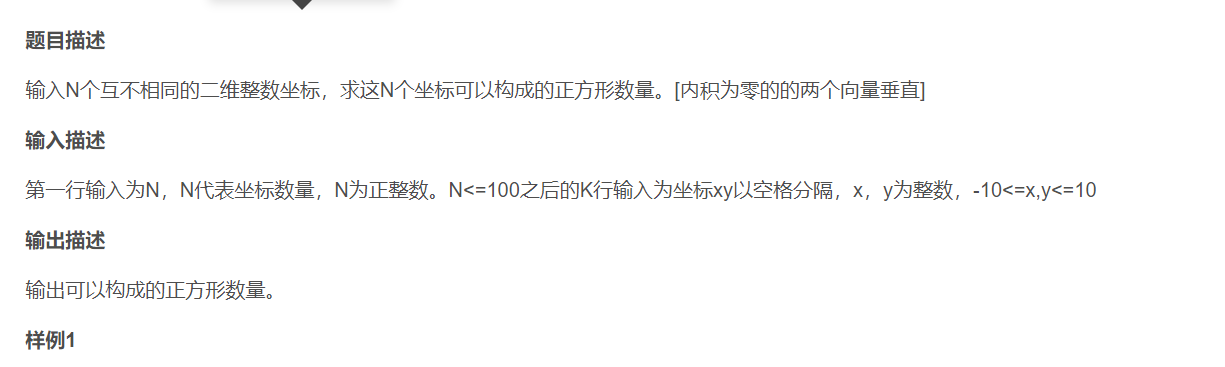 题目描述
输入N个互不相同的二维整数坐标，求这N个坐标可以构成的正方形数量。[内积为零的的两个向量垂直]
输入描述
第一行输入为N，N代表坐标数量，N为正整数。N<=100之后的K行输入为坐标xy以空格分隔，x，y为整数，-10<=x,y<=10
输出描述
输出可以构成的正方形数量。
样例1